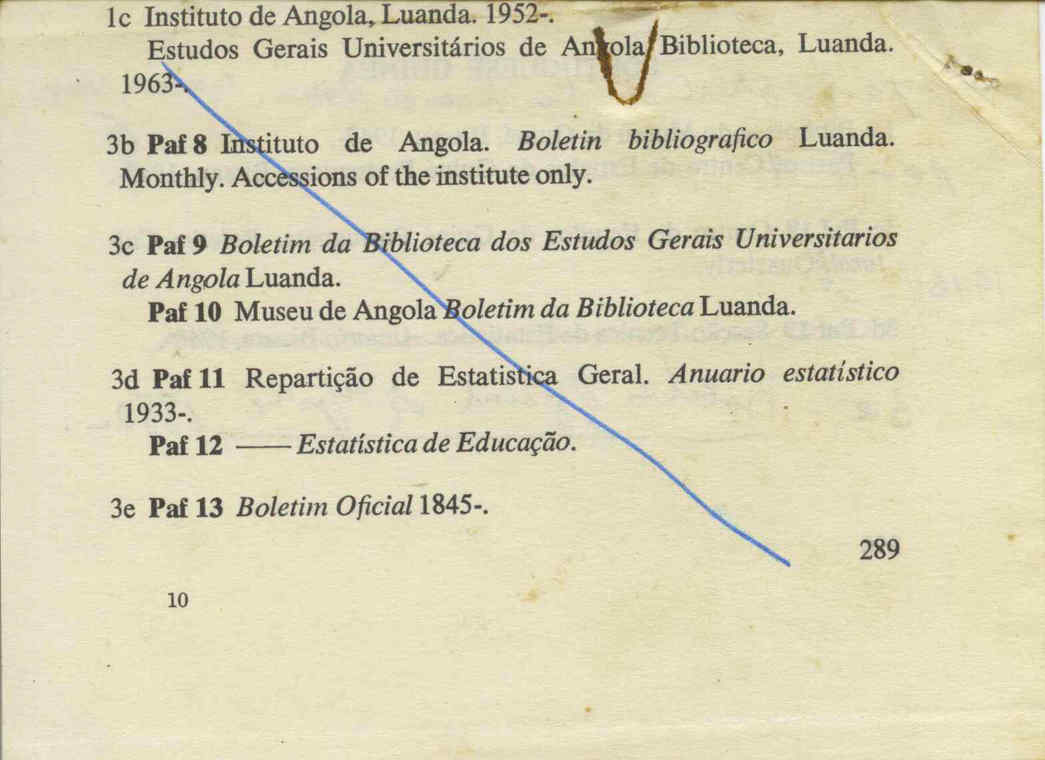 1c Instituto de Angola, Luanda. 1952-.
Estudos Gerais Universitários de Angola/Biblioteca, Luanda.
1963-.
3b Paf 8 Instituto de Angola. Boletin bibliografico Luanda.
Monthly. Accessions of the institute only.
3c Paf 9 Boletim da Biblioteca dos Estudos Gerais Universitarios
de Angola Luanda.
Paf 10 Museu de Angola Boletim da Biblioteca Luanda.
3d Paf 11 Repartição de Estatistica Geral. Anuario estatístico
1933-.
Paf 12 —— Estatística de Educação.
3e Paf 13 Boletim Oficial 1845-.
289
10